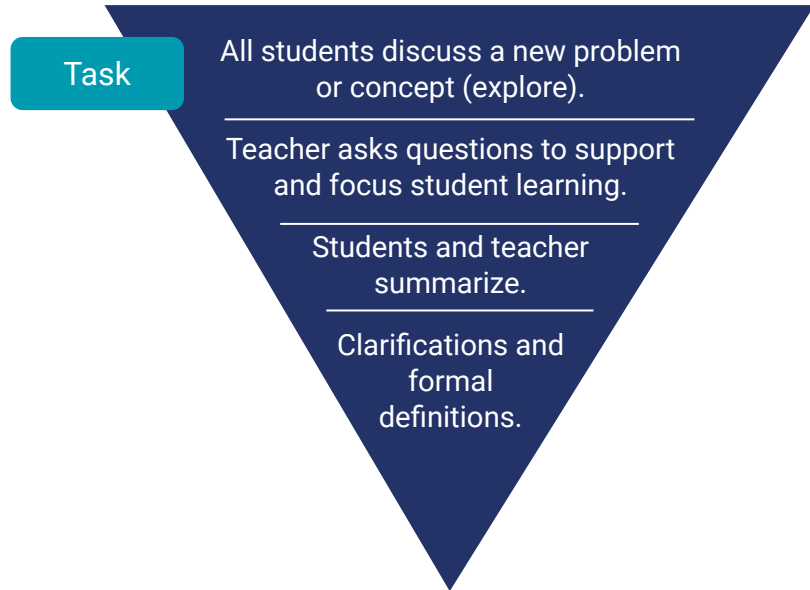 Task
All students discuss a new problem
or concept (explore).
Teacher asks questions to support
and focus student learning.
Students and teacher
summarize.
Clarifications and
formal
definitions.